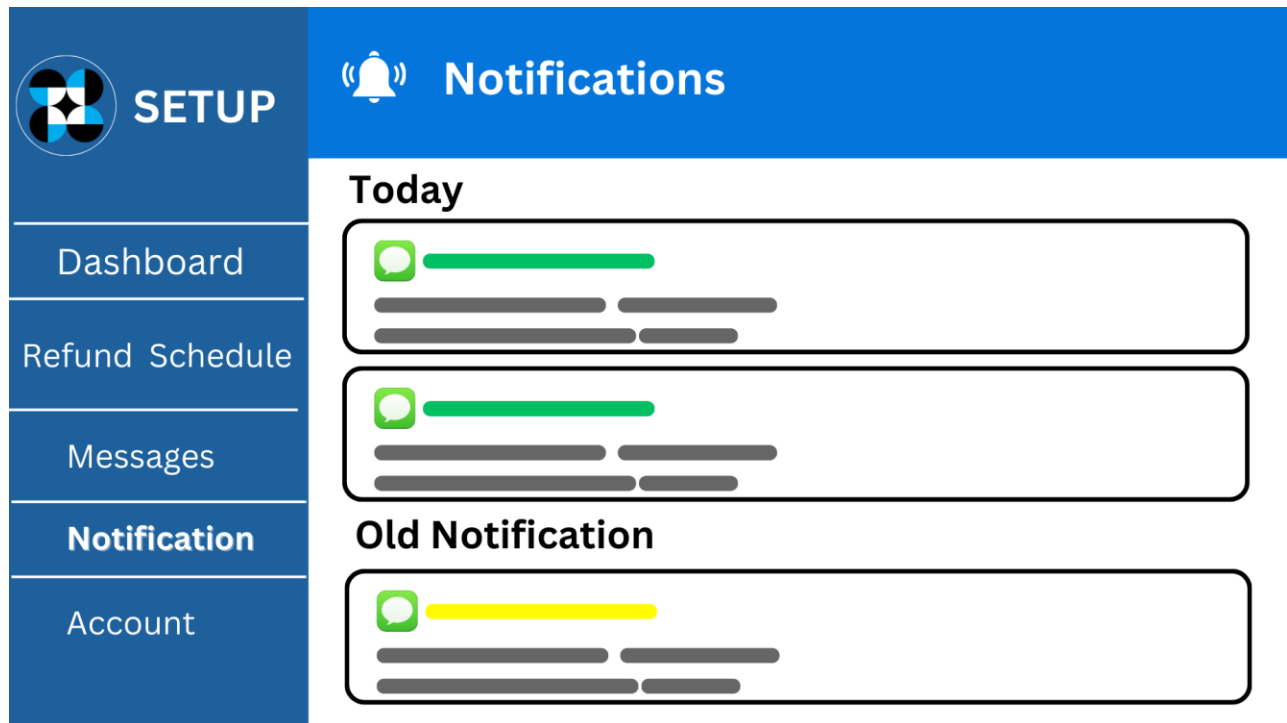 SETUP
Dashboard
Refund Schedule
Messages
Notification
Account
Notifications
Today
Old Notification